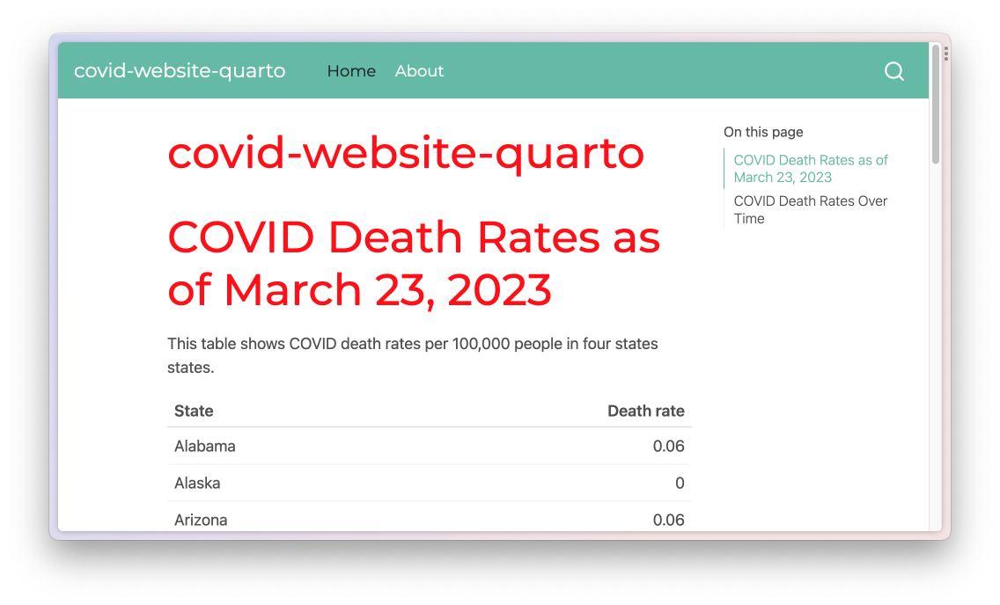 covid-website-quarto Home About
covid-website-quarto
On this page
COVID Death Rates as of
March 23, 2023
COVID Death Rates Over
Time
COVID Death Rates as
of March 23, 2023
This table shows COVID death rates per 100,000 people in four states
states.
State Death rate
Alabama 0.06
Alaska 0
Arizona 0.06